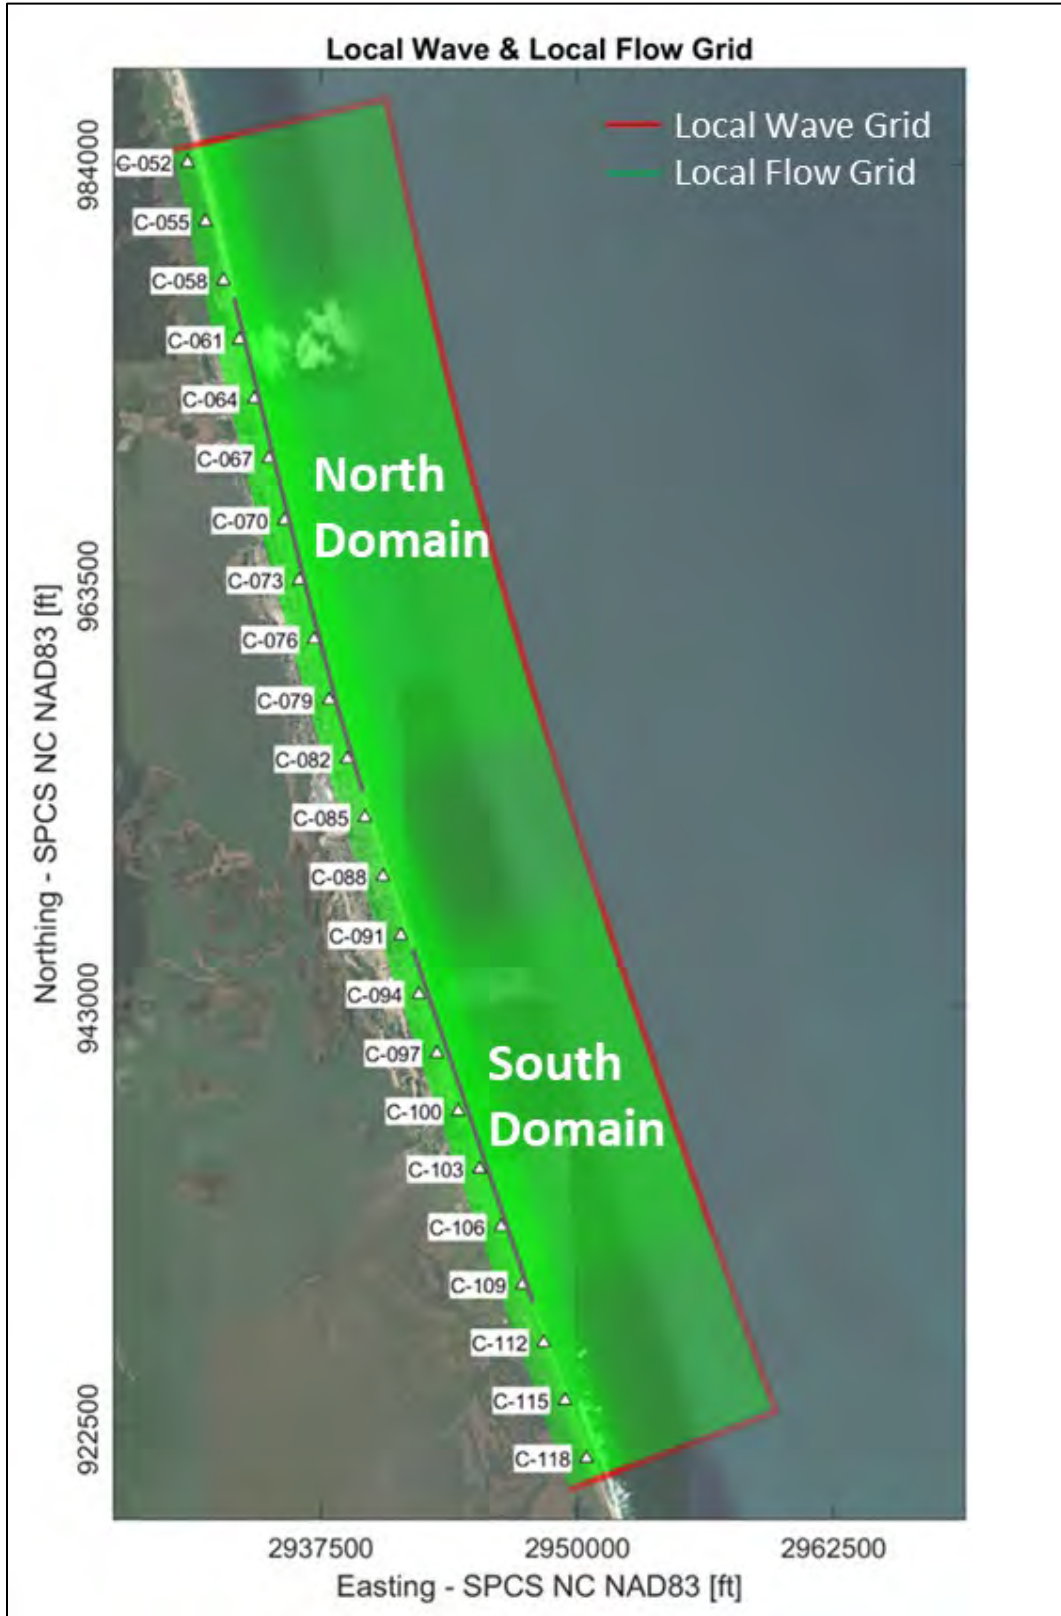 Local Wave & Local Flow Grid
Local Wave Grid
Local Flow Grid
984000
963500
943000
922500
Northing - SPCS NC NAD83 [ft]
C-052
C-055
C-058
C-061
C-064
C-067
C-070
C-073
C-076
C-079
C-082
C-085
C-088
C-091
C-094
C-097
C-100
C-103
C-106
C-109
C-112
C-115
C-118
North
Domain
South
Domain
2937500
2950000
2962500
Easting - SPCS NC NAD83 [ft]